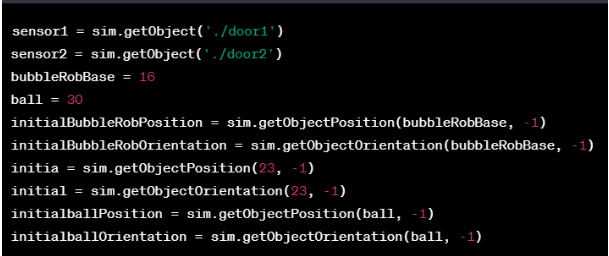 sensor1 = sim.getObject('./door1')
sensor2 = sim.getObject('./door2')
bubbleRobBase = 16
ball = 30
initialBubbleRobPosition = sim.getObjectPosition(bubbleRobBase, -1)
initialBubbleRobOrientation = sim.getObjectOrientation(bubbleRobBase, -1)
initia = sim.getObjectPosition(23, -1)
initial = sim.getObjectOrientation(23, -1)
initialballPosition = sim.getObjectPosition(ball, -1)
initialballOrientation = sim.getObjectOrientation(ball, -1)